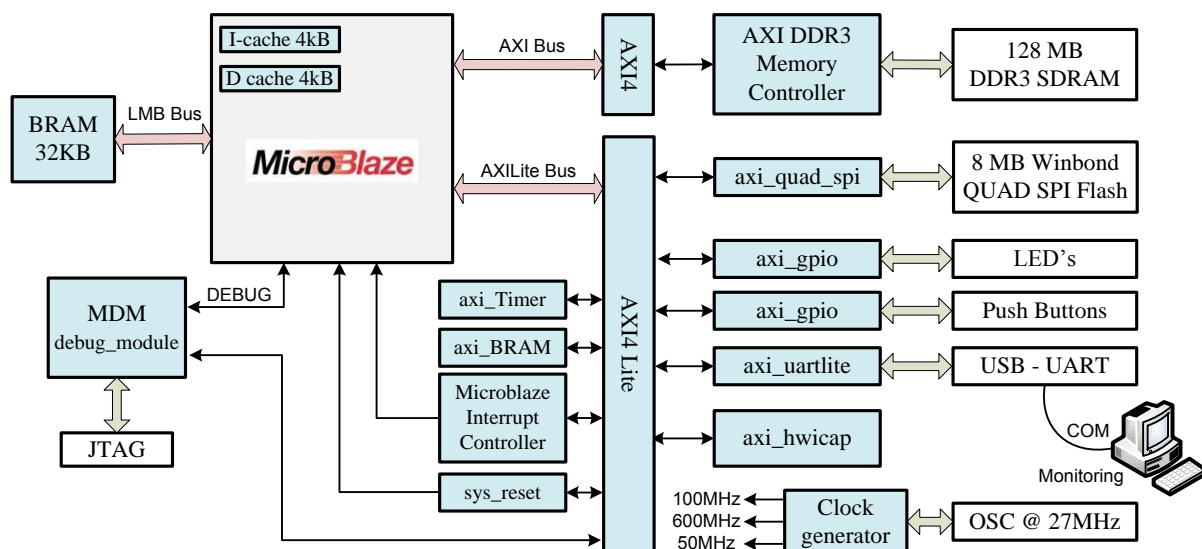 I-cache 4kB
D cache 4kB
MicroBlaze
BRAM
32KB
LMB Bus
AXI Bus
AXILite Bus
AXI4
AXI DDR3
Memory
Controller
128 MB
DDR3 SDRAM
axi_quad_spi
8 MB Winbond
QUAD SPI Flash
axi_gpio
LED's
axi_gpio
Push Buttons
axi_uartlite
USB - UART
axi_hwicap
COM
Monitoring
AXI4 Lite
DEBUG
MDM
debug_module
JTAG
axi_Timer
axi_BRAM
Microblaze
Interrupt
Controller
sys_reset
100MHz
600MHz
50MHz
Clock
generator
OSC @ 27MHz